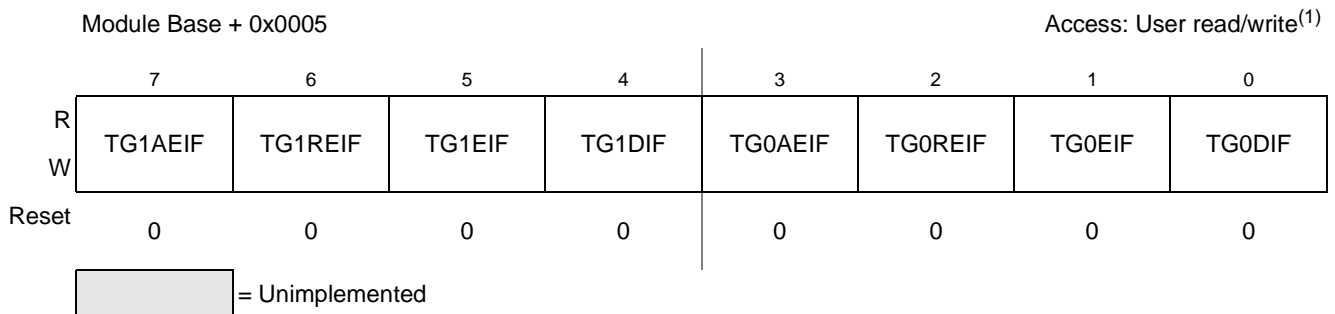 Module Base + 0x0005 Access: User read/write(1)
7 6 5 4 3 2 1 0
R
TG1AEIF TG1REIF TG1EIF TG1DIF TG0AEIF TG0REIF TG0EIF TG0DIF
W
Reset 0 0 0 0 0 0 0 0
= Unimplemented